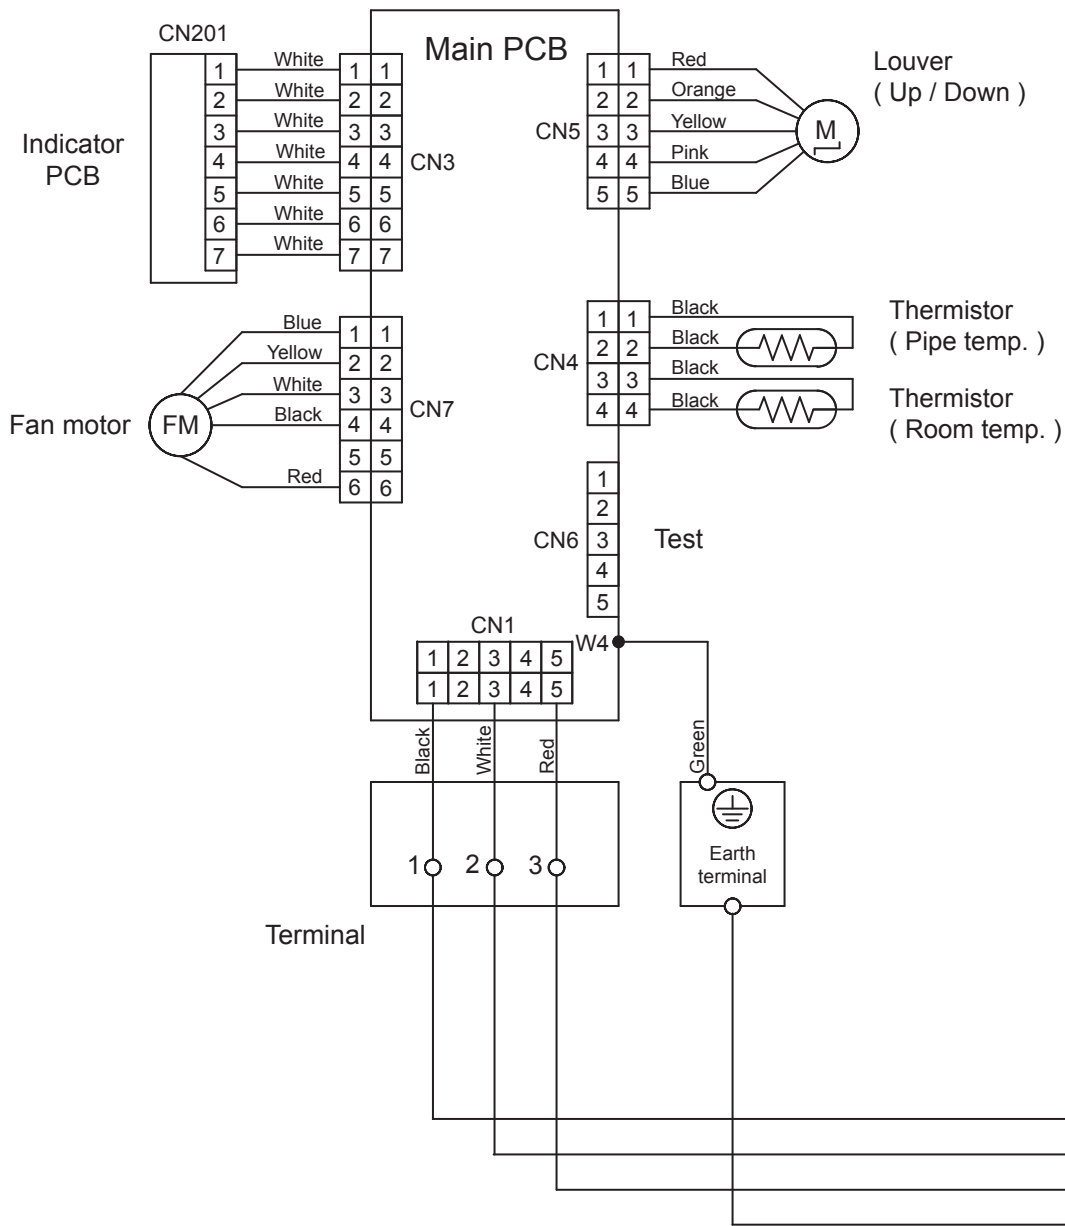 CN201
Main PCB
Indicator
PCB
1
2
3
4
5
6
7
White
White
White
White
White
White
White
1 1
2 2
3 3
4 4
5 5
6 6
7 7
CN3
CN5
1 1
2 2
3 3
4 4
5 5
Red
Orange
Yellow
Pink
Blue
M
Louver
( Up / Down )
Fan motor
FM
Blue
Yellow
White
Black
Red
1 1
2 2
3 3
4 4
5 5
6 6
CN7
CN4
1 1
2 2
3 3
4 4
Black
Black
Black
Black
Thermistor
( Pipe temp. )
Thermistor
( Room temp. )
CN6
1
2
3
4
5
Test
CN1
1 2 3 4 5
1 2 3 4 5
W4
Black
White
Red
Green
1 2 3
Terminal
Earth
terminal